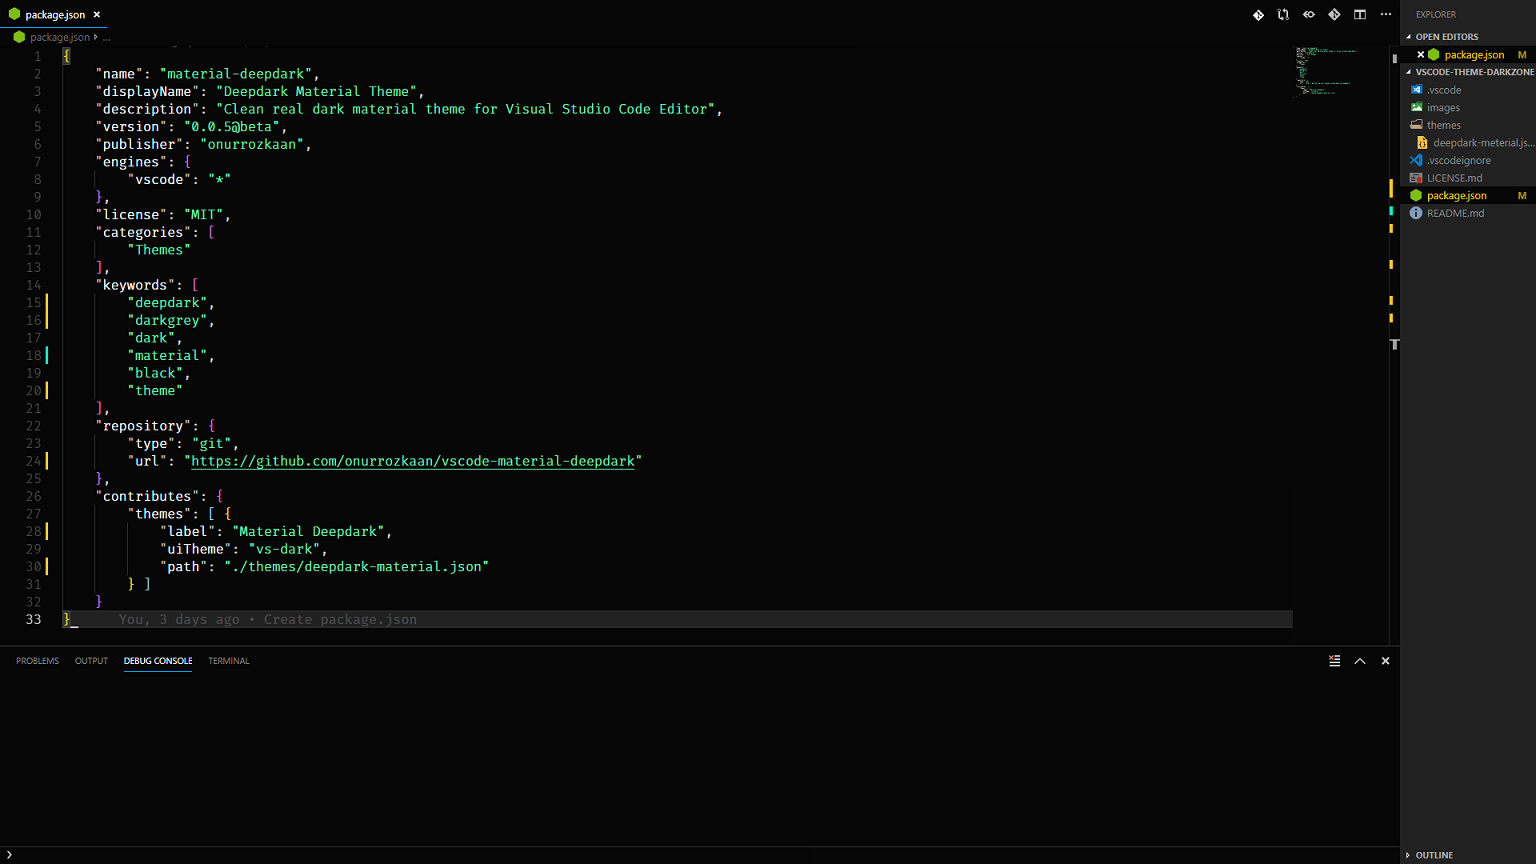 package.json
package.json ...
1 {
2 "name": "material-deepdark",
3 "displayName": "Deepdark Material Theme",
4 "description": "Clean real dark material theme for Visual Studio Code Editor",
5 "version": "0.0.5@beta",
6 "publisher": "onurrozkaan",
7 "engines": {
8 "vscode": "*"
9 },
10 "license": "MIT",
11 "categories": [
12 "Themes"
13 ],
14 "keywords": [
15 "deepdark",
16 "darkgrey",
17 "dark",
18 "material",
19 "black",
20 "theme"
21 ],
22 "repository": {
23 "type": "git",
24 "url": "https://github.com/onurrozkaan/vscode-material-deepdark"
25 },
26 "contributes": {
27 "themes": [ {
28 "label": "Material Deepdark",
29 "uiTheme": "vs-dark",
30 "path": "./themes/deepdark-material.json"
31 } ]
32 }
33 } You, 3 days ago • Create package.json
PROBLEMS OUTPUT DEBUG CONSOLE TERMINAL
EXPLORER
OPEN EDITORS
package.json M
VSCODE-THEME-DARKZONE
.vscode
images
themes
deepdark-meterial.js...
.vscodeignore
LICENSE.md
package.json M
README.md
OUTLINE